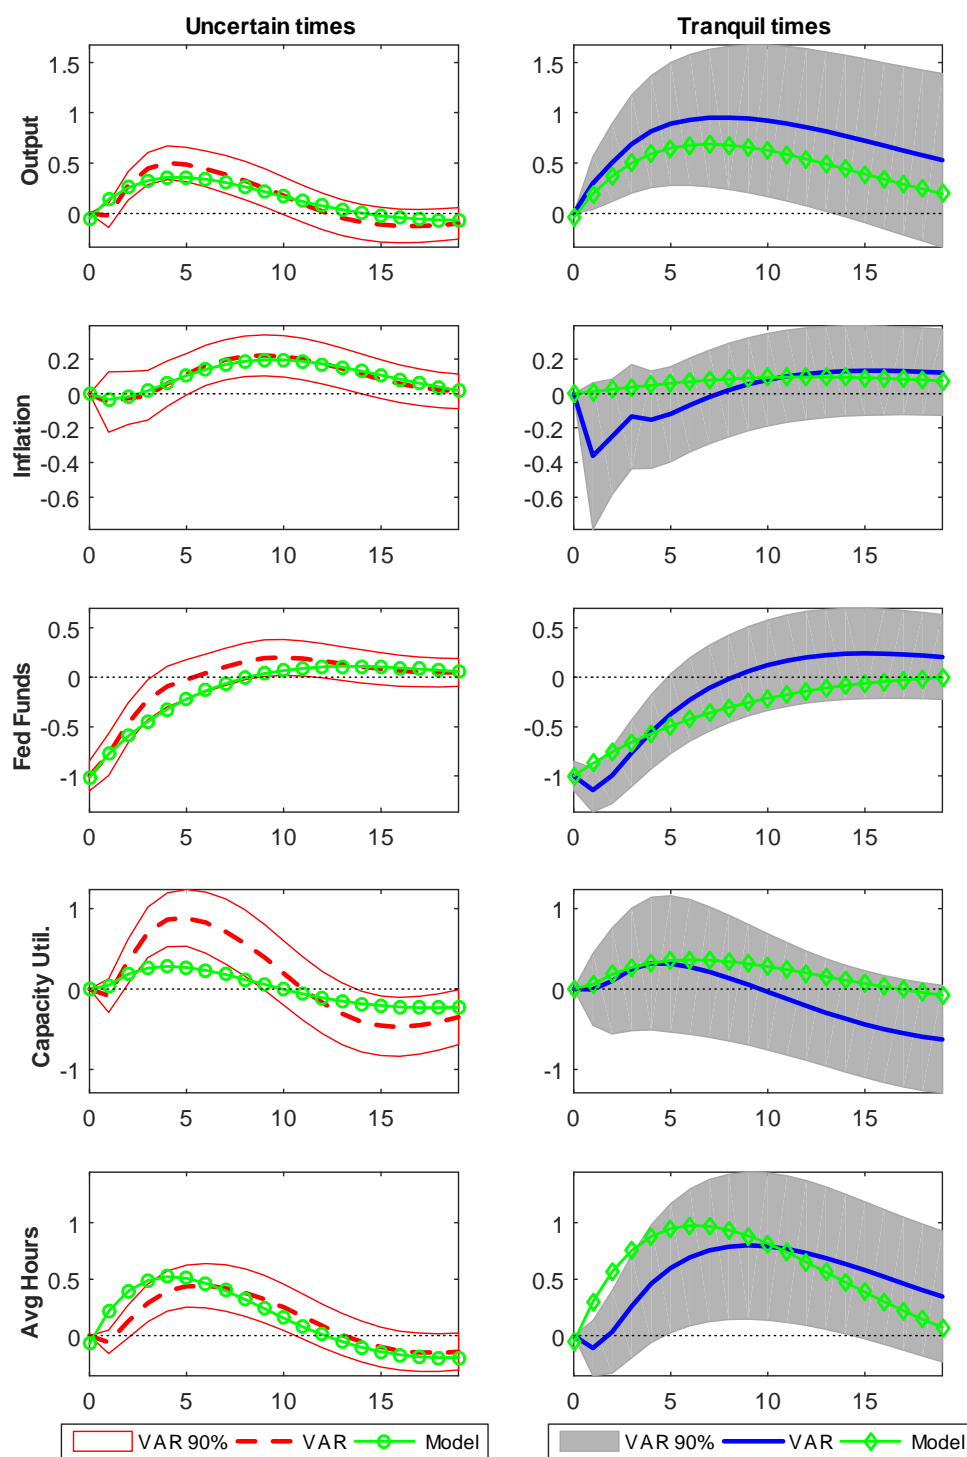 Uncertain times
Tranquil times
Output
1.5
1
0.5
0
0 5 10 15
1.5
1
0.5
0
0 5 10 15
Inflation
0.2
0
-0.2
-0.4
-0.6
0 5 10 15
0.2
0
-0.2
-0.4
-0.6
0 5 10 15
Fed Funds
0.5
0
-0.5
-1
0 5 10 15
0.5
0
-0.5
-1
0 5 10 15
Capacity Util.
1
0
-1
0 5 10 15
1
0
-1
0 5 10 15
Avg Hours
1
0.5
0
0 5 10 15
1
0.5
0
0 5 10 15
VAR 90% VAR Model
VAR 90% VAR Model